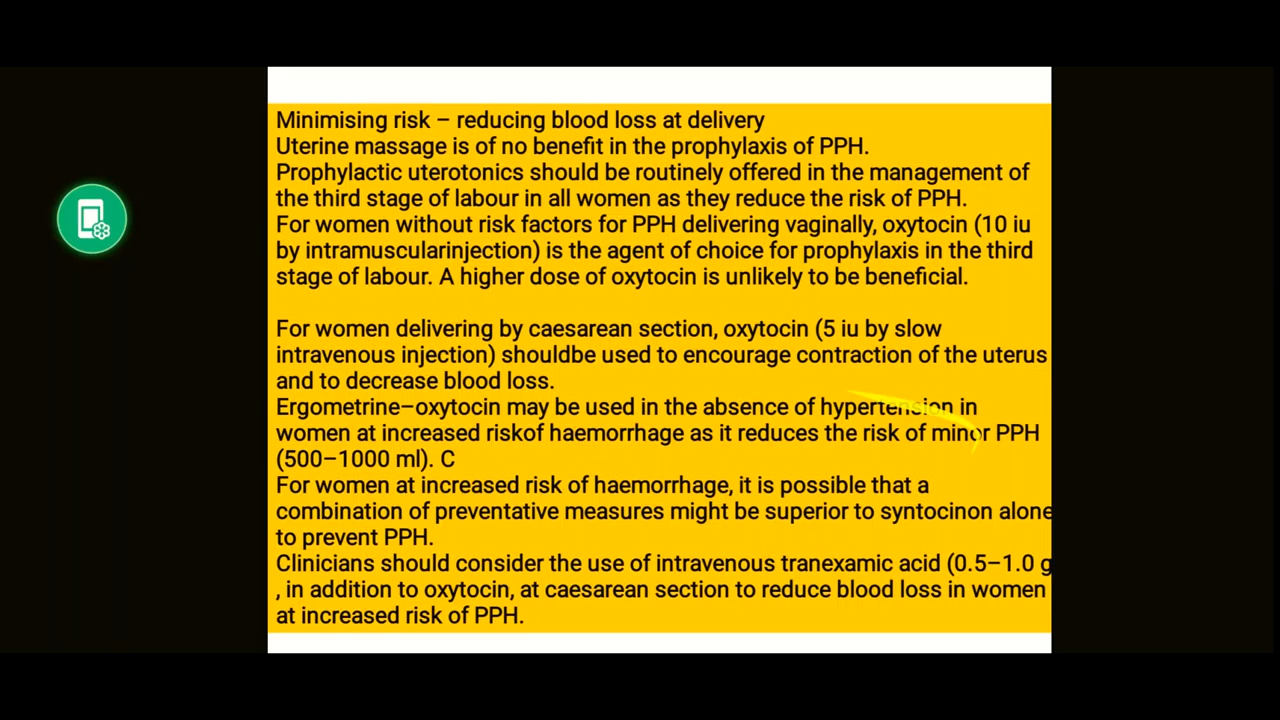 Minimising risk – reducing blood loss at delivery
Uterine massage is of no benefit in the prophylaxis of PPH.
Prophylactic uterotonics should be routinely offered in the management of
the third stage of labour in all women as they reduce the risk of PPH.
For women without risk factors for PPH delivering vaginally, oxytocin (10 iu
by intramuscularinjection) is the agent of choice for prophylaxis in the third
stage of labour. A higher dose of oxytocin is unlikely to be beneficial.
For women delivering by caesarean section, oxytocin (5 iu by slow
intravenous injection) shouldbe used to encourage contraction of the uterus
and to decrease blood loss.
Ergometrine–oxytocin may be used in the absence of hypertension in
women at increased riskof haemorrhage as it reduces the risk of minor PPH
(500–1000 ml). C
For women at increased risk of haemorrhage, it is possible that a
combination of preventative measures might be superior to syntocinon alone
to prevent PPH.
Clinicians should consider the use of intravenous tranexamic acid (0.5–1.0 g
, in addition to oxytocin, at caesarean section to reduce blood loss in women
at increased risk of PPH.